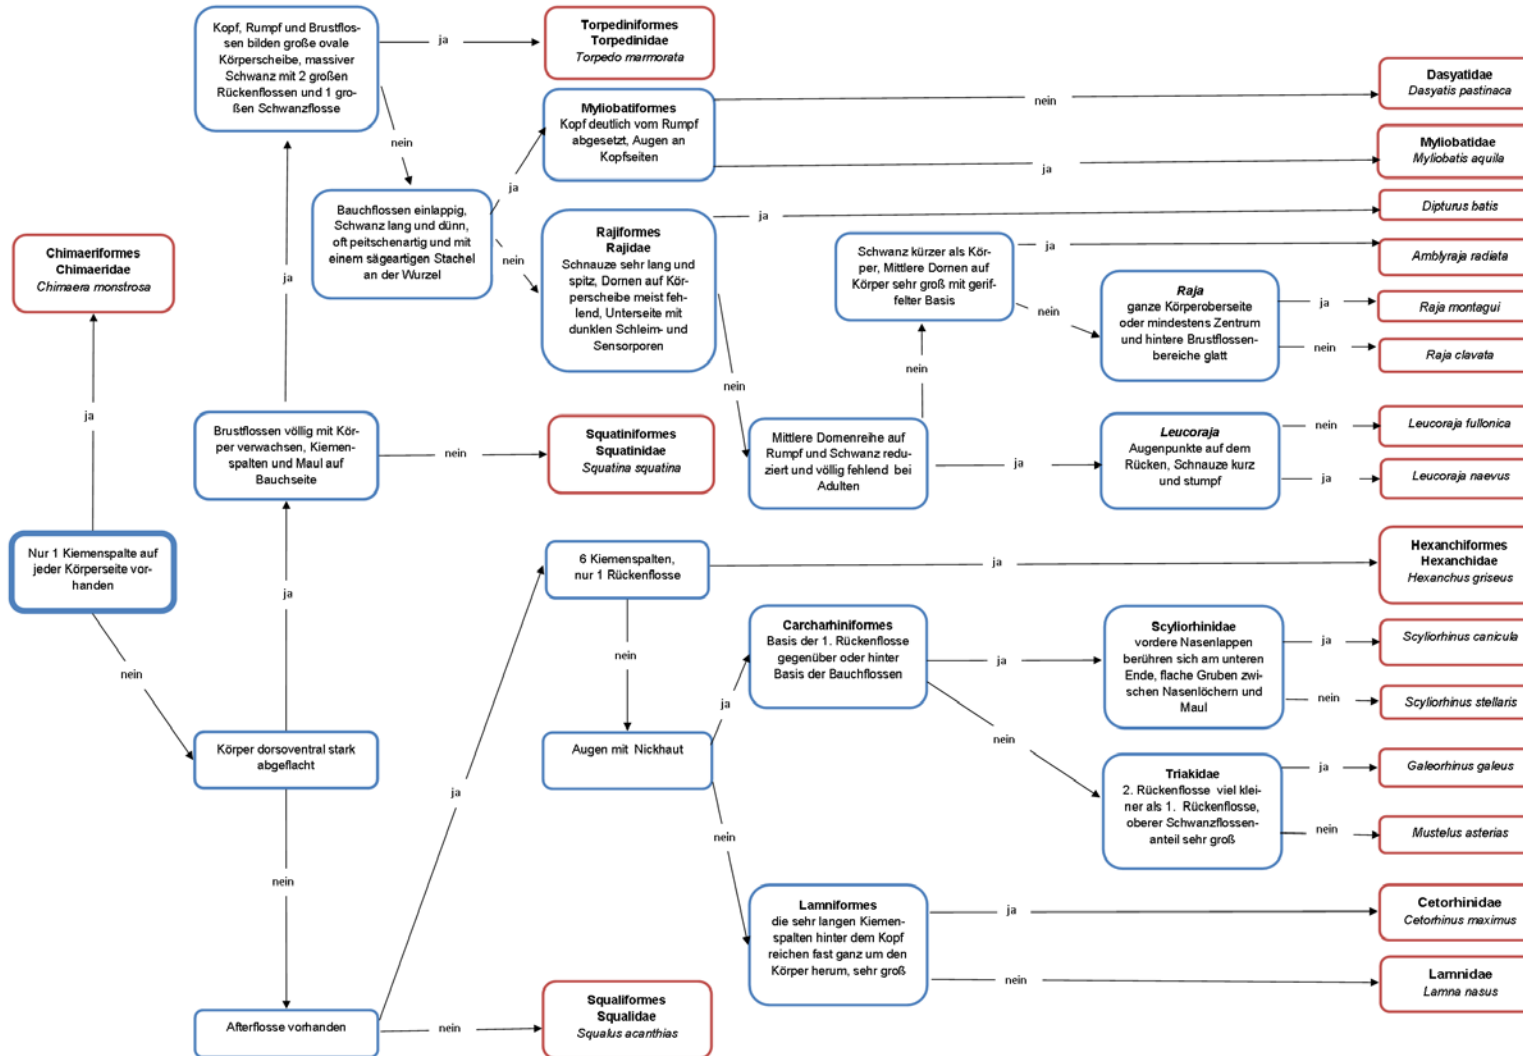 Kopf, Rumpf und Brustflos-
sen bilden große ovale
Körperscheibe, massiver
Schwanz mit 2 großen
Rückenflossen und 1 gro-
ßen Schwanzflosse
ja
Torpediniformes
Torpedinidae
Torpedo marmorata
nein
Myliobatiformes
Kopf deutlich vom Rumpf
abgesetzt, Augen an
Kopfseiten
nein
Dasyatidae
Dasyatis pastinaca
ja
Myliobatidae
Myliobatis aquila
ja
Bauchflossen einlappig,
Schwanz lang und dünn,
oft peitschenartig und mit
einem sägeartigen Stachel
an der Wurzel
ja
nein
Rajiformes
Rajidae
Schnauze sehr lang und
spitz, Dornen auf Kör-
perscheibe meist feh-
lend, Unterseite mit
dunklen Schleim- und
Sensorporen
ja
Dipturus batis
nein
Schwanz kürzer als Kör-
per, Mittlere Dornen auf
Körper sehr groß mit gerif-
felter Basis
ja
Amblyraja radiata
nein
Raja
ganze Körperoberseite
oder mindestens Zentrum
und hintere Brustflossen-
bereiche glatt
ja
Raja montagui
nein
Raja clavata
Chimaeriformes
Chimaeridae
Chimaera monstrosa
ja
Brustflossen völlig mit Kör-
per verwachsen, Kiemen-
spalten und Maul auf
Bauchseite
nein
Squatiniformes
Squatinidae
Squatina squatina
nein
Mittlere Dornenreihe auf
Rumpf und Schwanz redu-
ziert und völlig fehlend bei
Adulten
ja
Leucoraja
Augenpunkte auf dem
Rücken, Schnauze kurz
und stumpf
nein
Leucoraja fullonica
ja
Leucoraja naevus
Nur 1 Kiemenspalte auf
jeder Körperseite vor-
handen
nein
ja
Körper dorsoventral stark
abgeflacht
nein
6 Kiemenspalten,
nur 1 Rückenflosse
ja
Hexanchiformes
Hexanchidae
Hexanchus griseus
nein
Carcharhiniformes
Basis der 1. Rückenflosse
gegenüber oder hinter
Basis der Bauchflossen
ja
Scyliorhinidae
vordere Nasenlappen
berühren sich am unteren
Ende, flache Gruben zwi-
schen Nasenlöchern und
Maul
ja
Scyliorhinus canicula
nein
Scyliorhinus stellaris
ja
Augen mit Nickhaut
nein
Triakidae
2. Rückenflosse viel klei-
ner als 1. Rückenflosse,
oberer Schwanzflossen-
anteil sehr groß
ja
Galeorhinus galeus
nein
Mustelus asterias
ja
nein
Lamniformes
die sehr langen Kiemen-
spalten hinter dem Kopf
reichen fast ganz um den
Körper herum, sehr groß
ja
Cetorhinidae
Cetorhinus maximus
nein
Lamnidae
Lamna nasus
Afterflosse vorhanden
nein
Squaliformes
Squalidae
Squalus acanthias